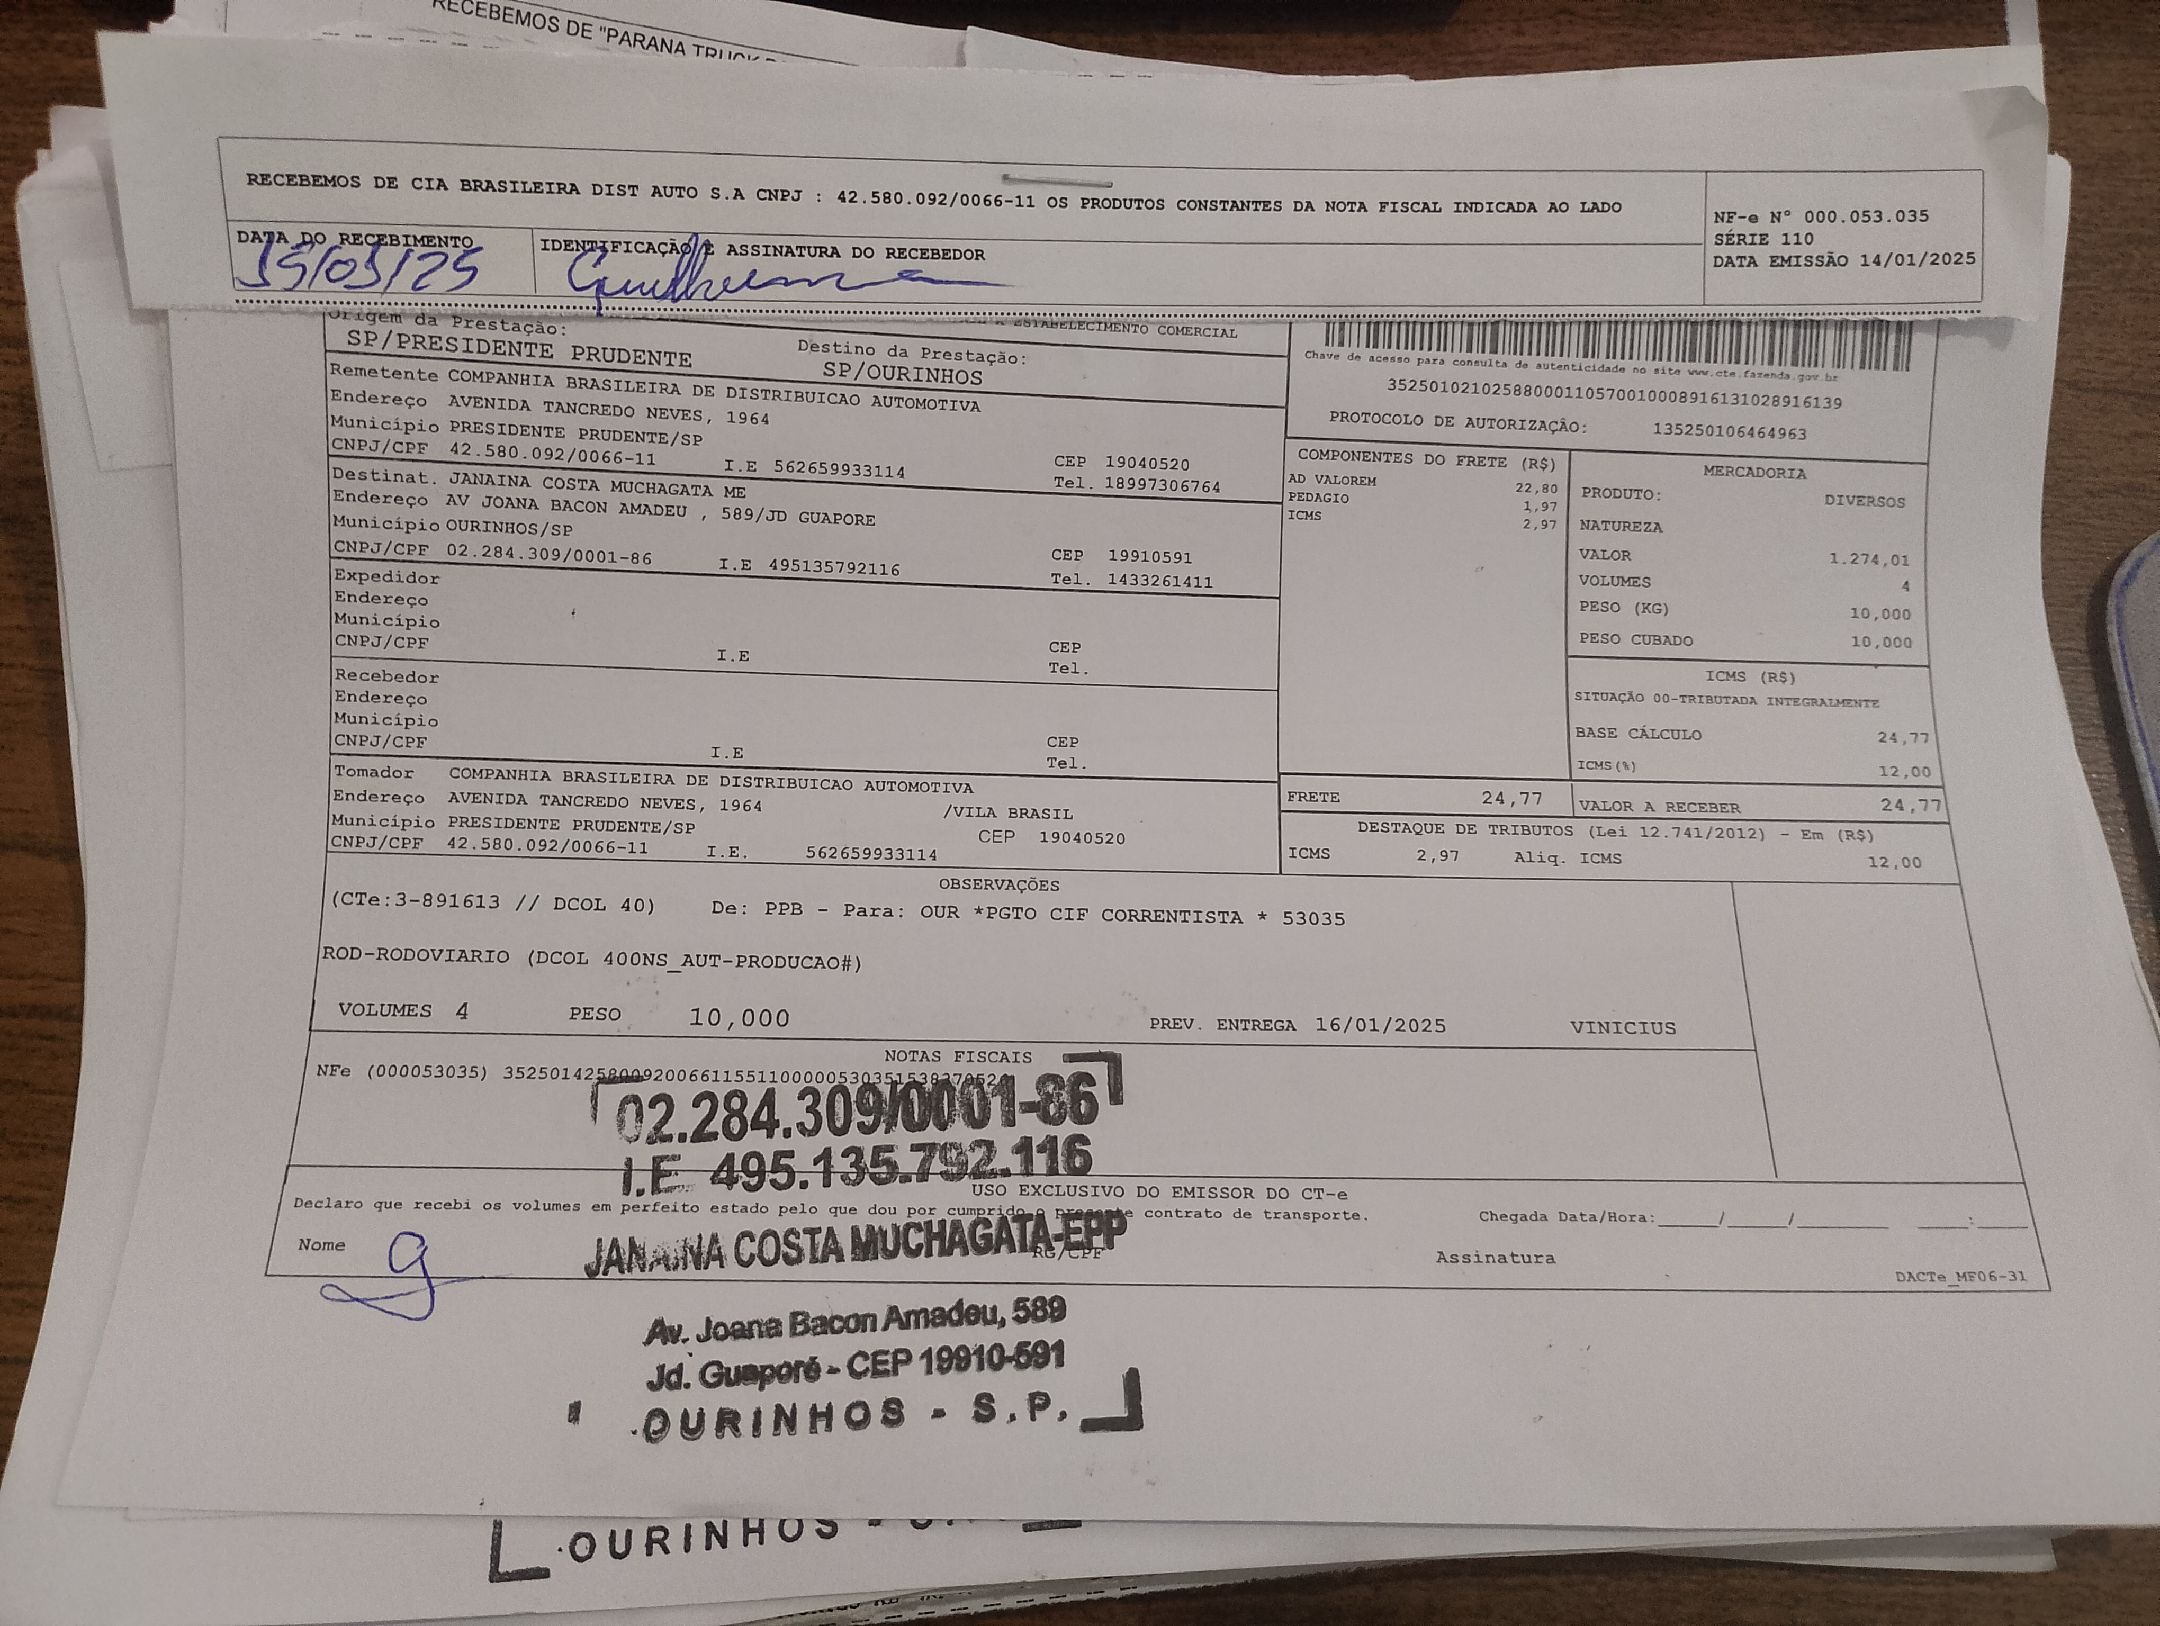 RECEBEMOS DE "PARANA TRUCK
RECEBEMOS DE CIA BRASILEIRA DIST AUTO S.A CNPJ : 42.580.092/0066-11 OS PRODUTOS CONSTANTES DA NOTA FISCAL INDICADA AO LADO
NF-e Nº 000.053.035
SÉRIE 110
DATA EMISSÃO 14/01/2025
DATA DO RECEBIMENTO
IDENTIFICAÇÃO E ASSINATURA DO RECEBEDOR
Guilherme
ESTABELECIMENTO COMERCIAL
Origem da Prestação:
SP/PRESIDENTE PRUDENTE
Destino da Prestação:
SP/OURINHOS
Chave de acesso para consulta de autenticidade no site www.cte.fazenda.gov.br
35250102102588000110570010008916131028916139
PROTOCOLO DE AUTORIZAÇÃO: 135250106464963
Remetente COMPANHIA BRASILEIRA DE DISTRIBUICAO AUTOMOTIVA
Endereço AVENIDA TANCREDO NEVES, 1964
Município PRESIDENTE PRUDENTE/SP CEP 19040520
CNPJ/CPF 42.580.092/0066-11 I.E 562659933114 Tel. 18997306764
Destinat. JANAINA COSTA MUCHAGATA ME
Endereço AV JOANA BACON AMADEU , 589/JD GUAPORE
Município OURINHOS/SP CEP 19910591
CNPJ/CPF 02.284.309/0001-86 I.E 495135792116 Tel. 1433261411
Expedidor
Endereço
Município CEP
CNPJ/CPF I.E Tel.
Recebedor
Endereço
Município CEP
CNPJ/CPF I.E Tel.
Tomador COMPANHIA BRASILEIRA DE DISTRIBUICAO AUTOMOTIVA
Endereço AVENIDA TANCREDO NEVES, 1964 /VILA BRASIL
Município PRESIDENTE PRUDENTE/SP CEP 19040520
CNPJ/CPF 42.580.092/0066-11 I.E. 562659933114
COMPONENTES DO FRETE (R$)
AD VALOREM 22,80
PEDAGIO 1,97
ICMS 2,97
MERCADORIA
PRODUTO: DIVERSOS
NATUREZA
VALOR 1.274,01
VOLUMES 4
PESO (KG) 10,000
PESO CUBADO 10,000
ICMS (R$)
SITUAÇÃO 00-TRIBUTADA INTEGRALMENTE
BASE CÁLCULO 24,77
ICMS(%) 12,00
FRETE 24,77 VALOR A RECEBER 24,77
DESTAQUE DE TRIBUTOS (Lei 12.741/2012) - Em (R$)
ICMS 2,97 Aliq. ICMS 12,00
OBSERVAÇÕES
(CTe:3-891613 // DCOL 40) De: PPB - Para: OUR *PGTO CIF CORRENTISTA * 53035
ROD-RODOVIARIO (DCOL 400NS_AUT-PRODUCAO#)
VOLUMES 4 PESO 10,000 PREV. ENTREGA 16/01/2025 VINICIUS
NOTAS FISCAIS
NFe (000053035)
02.284.309/0001-86
I.E 495.135.792.116
USO EXCLUSIVO DO EMISSOR DO CT-e
Declaro que recebi os volumes em perfeito estado pelo que dou por cumprido o presente contrato de transporte. Chegada Data/Hora:____/____/____ ____:____
JANAINA COSTA MUCHAGATA-EPP
Nome RG/CPF Assinatura
DACTe_MF06-31
Av. Joana Bacon Amadeu, 589
Jd. Guaporé - CEP 19910-591
OURINHOS - S.P.
OURINHOS -